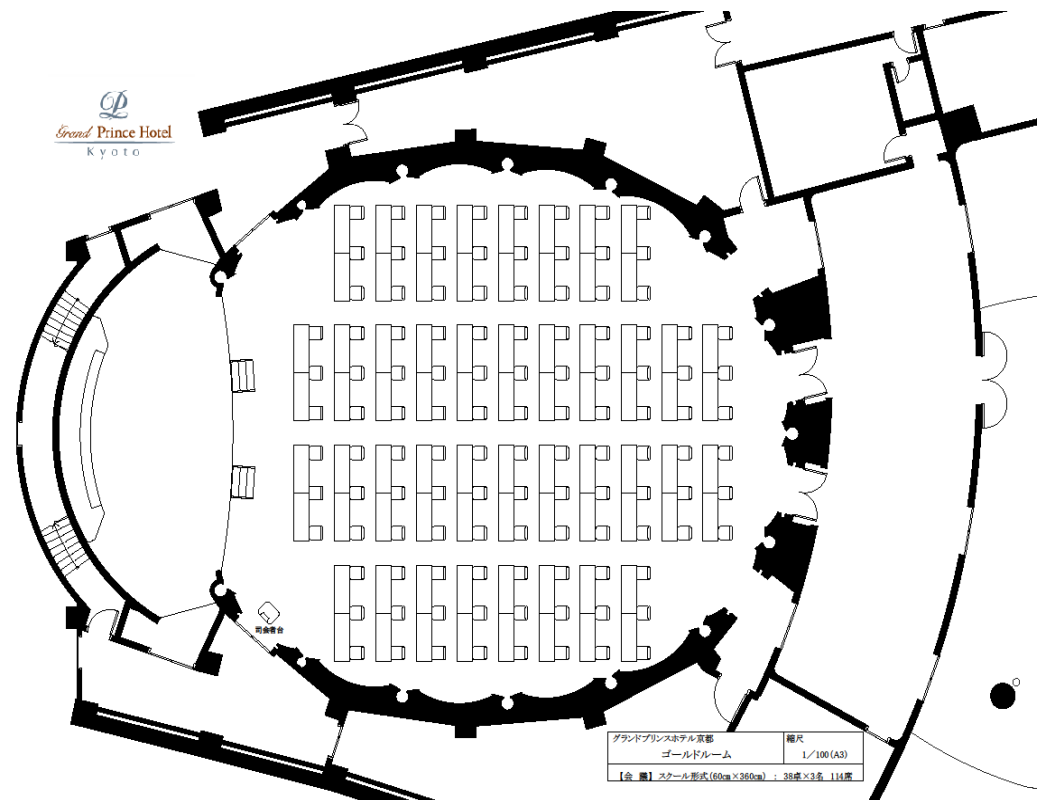 Grand Prince Hotel
Kyoto
司会者台
グランドプリンスホテル京都
縮尺
ゴールドルーム
1／100(A3)
【会 議】 スクール形式(60cm×360cm) ： 38卓×3名 114席